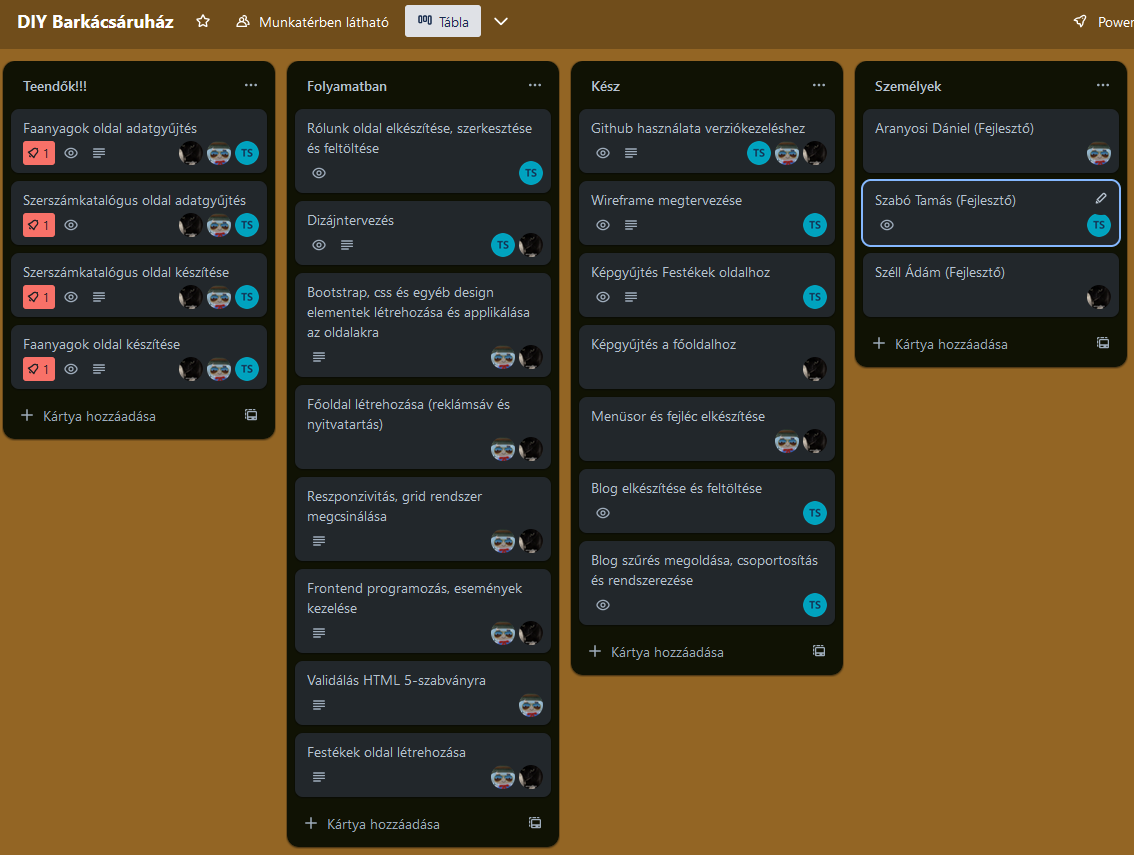 DIY Barkácsáruház
Munkatérben látható
Tábla
Power
Teendők!!!
Faanyagok oldal adatgyűjtés
1
TS
Szerszámkatalógus oldal adatgyűjtés
1
TS
Szerszámkatalógus oldal készítése
1
TS
Faanyagok oldal készítése
1
TS
Kártya hozzáadása
Folyamatban
Rólunk oldal elkészítése, szerkesztése
és feltöltése
TS
Dizájntervezés
TS
Bootstrap, css és egyéb design
elementek létrehozása és applikálása
az oldalakra
Főoldal létrehozása (reklámsáv és
nyitvatartás)
Reszponzivitás, grid rendszer
megcsinálása
Frontend programozás, események
kezelése
Validálás HTML 5-szabványra
Festékek oldal létrehozása
Kártya hozzáadása
Kész
Github használata verziókezeléshez
TS
Wireframe megtervezése
TS
Képgyűjtés Festékek oldalhoz
TS
Képgyűjtés a főoldalhoz
Menüsor és fejléc elkészítése
Blog elkészítése és feltöltése
TS
Blog szűrés megoldása, csoportosítás
és rendszerezése
TS
Kártya hozzáadása
Személyek
Aranyosi Dániel (Fejlesztő)
Szabó Tamás (Fejlesztő)
TS
Széll Ádám (Fejlesztő)
Kártya hozzáadása